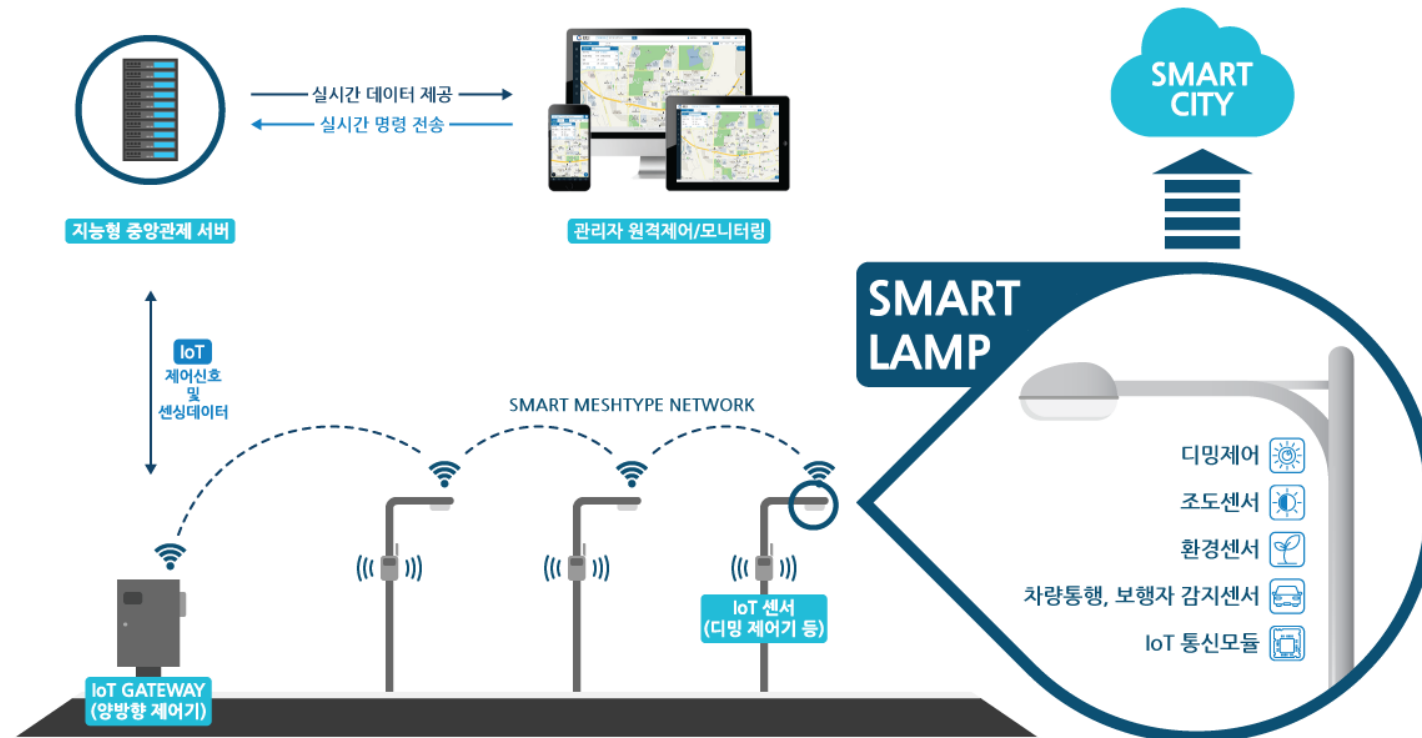 실시간 데이터 제공
실시간 명령 전송
지능형 중앙관제 서버
관리자 원격제어/모니터링
SMART
CITY
IoT
제어신호
및
센싱데이터
SMART MESHTYPE NETWORK
SMART
LAMP
디밍제어
조도센서
환경센서
차량통행, 보행자 감지센서
IoT 통신모듈
IoT 센서
(디밍 제어기 등)
IoT GATEWAY
(양방향 제어기)